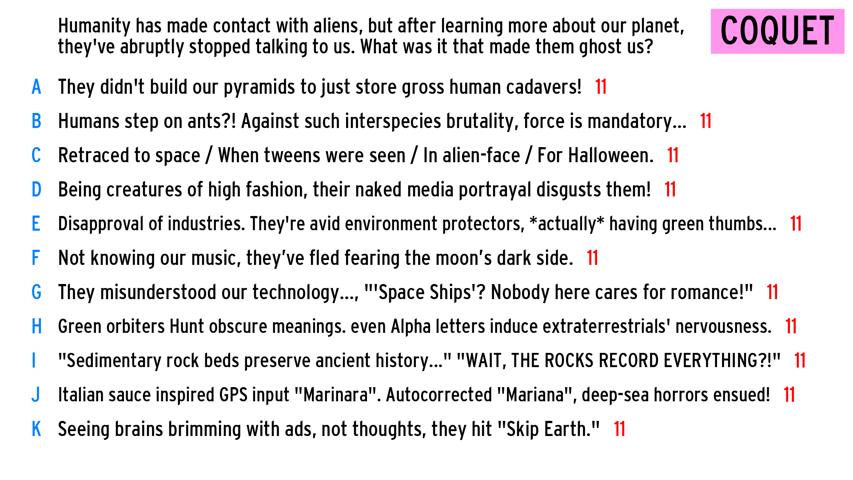 Humanity has made contact with aliens, but after learning more about our planet,
they've abruptly stopped talking to us. What was it that made them ghost us?
COQUET
A They didn't build our pyramids to just store gross human cadavers! 11
B Humans step on ants?! Against such interspecies brutality, force is mandatory... 11
C Retraced to space / When tweens were seen / In alien-face / For Halloween. 11
D Being creatures of high fashion, their naked media portrayal disgusts them! 11
E Disapproval of industries. They're avid environment protectors, *actually* having green thumbs... 11
F Not knowing our music, they’ve fled fearing the moon’s dark side. 11
G They misunderstood our technology..., "'Space Ships'? Nobody here cares for romance!" 11
H Green orbiters Hunt obscure meanings. even Alpha letters induce extraterrestrials' nervousness. 11
I "Sedimentary rock beds preserve ancient history..." "WAIT, THE ROCKS RECORD EVERYTHING?!" 11
J Italian sauce inspired GPS input "Marinara". Autocorrected "Mariana", deep-sea horrors ensued! 11
K Seeing brains brimming with ads, not thoughts, they hit "Skip Earth." 11